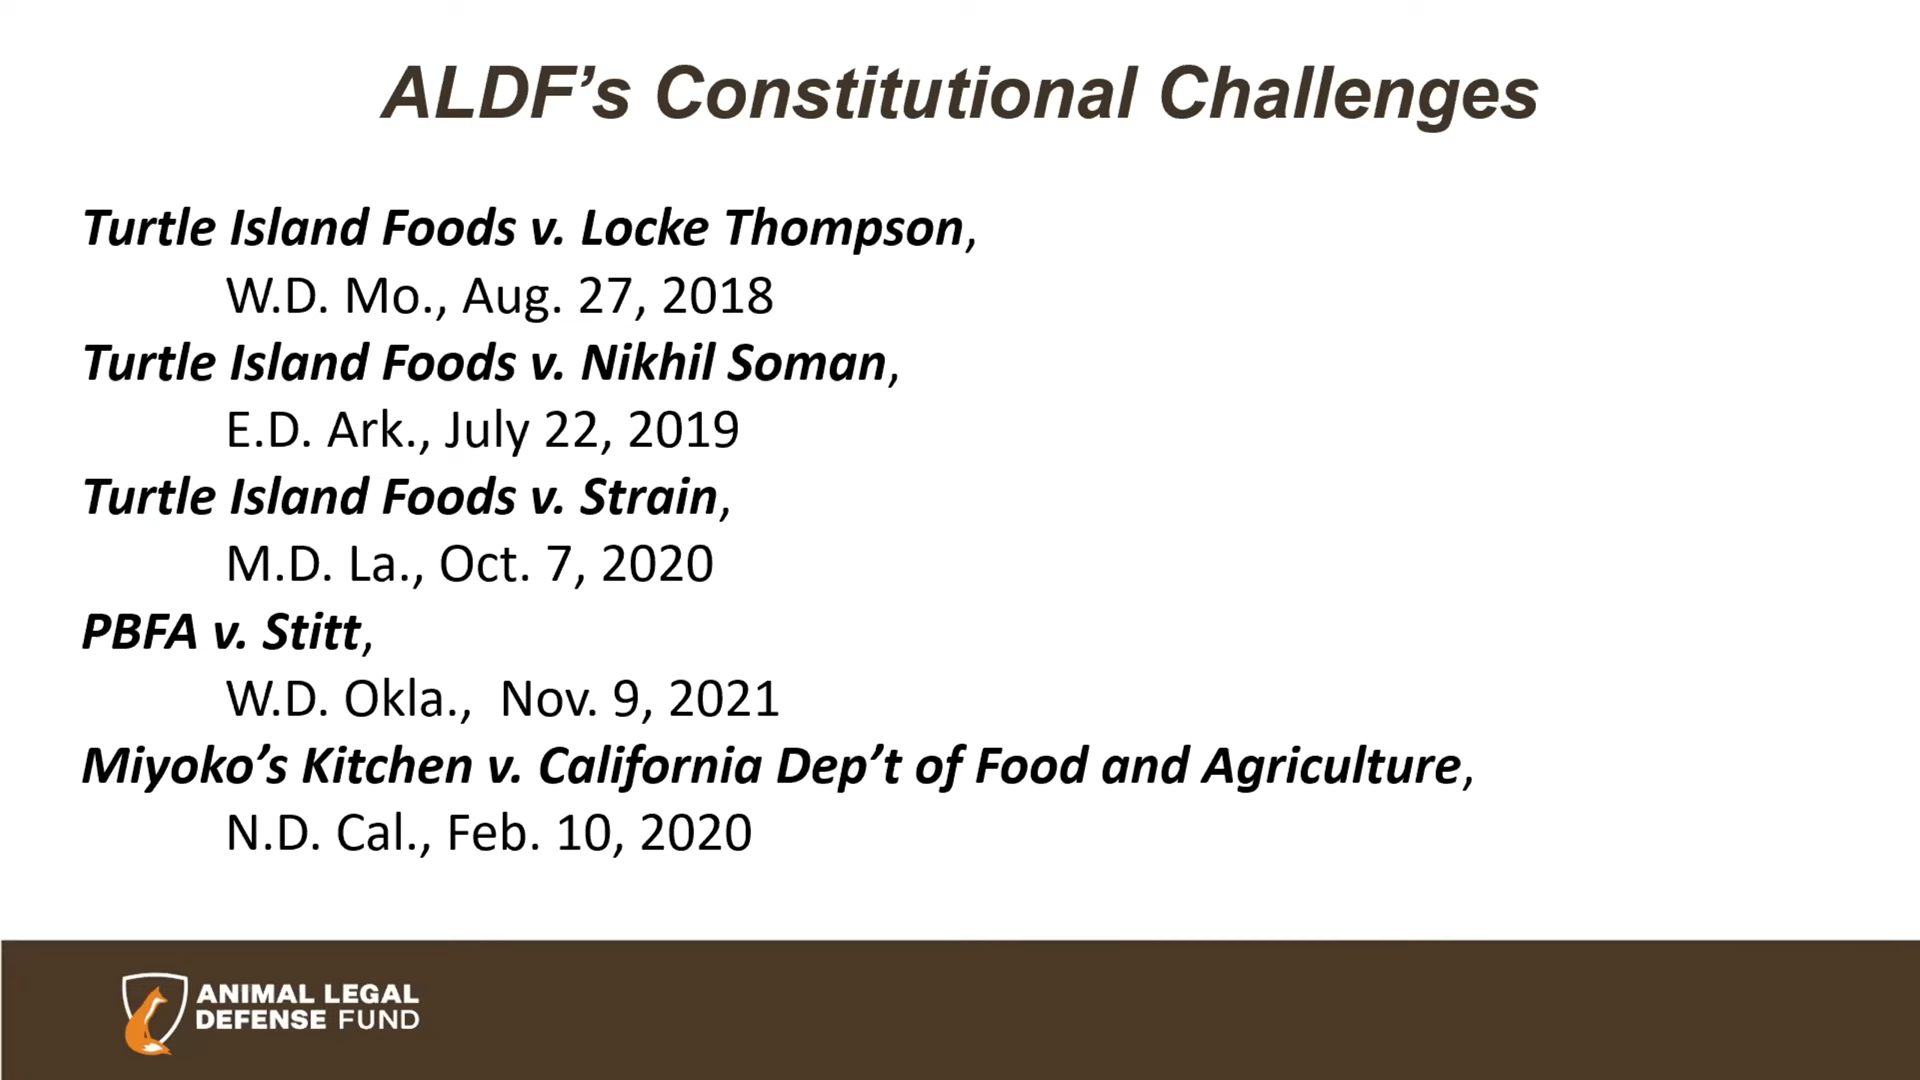 ALDF’s Constitutional Challenges
Turtle Island Foods v. Locke Thompson,
W.D. Mo., Aug. 27, 2018
Turtle Island Foods v. Nikhil Soman,
E.D. Ark., July 22, 2019
Turtle Island Foods v. Strain,
M.D. La., Oct. 7, 2020
PBFA v. Stitt,
W.D. Okla., Nov. 9, 2021
Miyoko’s Kitchen v. California Dep’t of Food and Agriculture,
N.D. Cal., Feb. 10, 2020
ANIMAL LEGAL
DEFENSE FUND